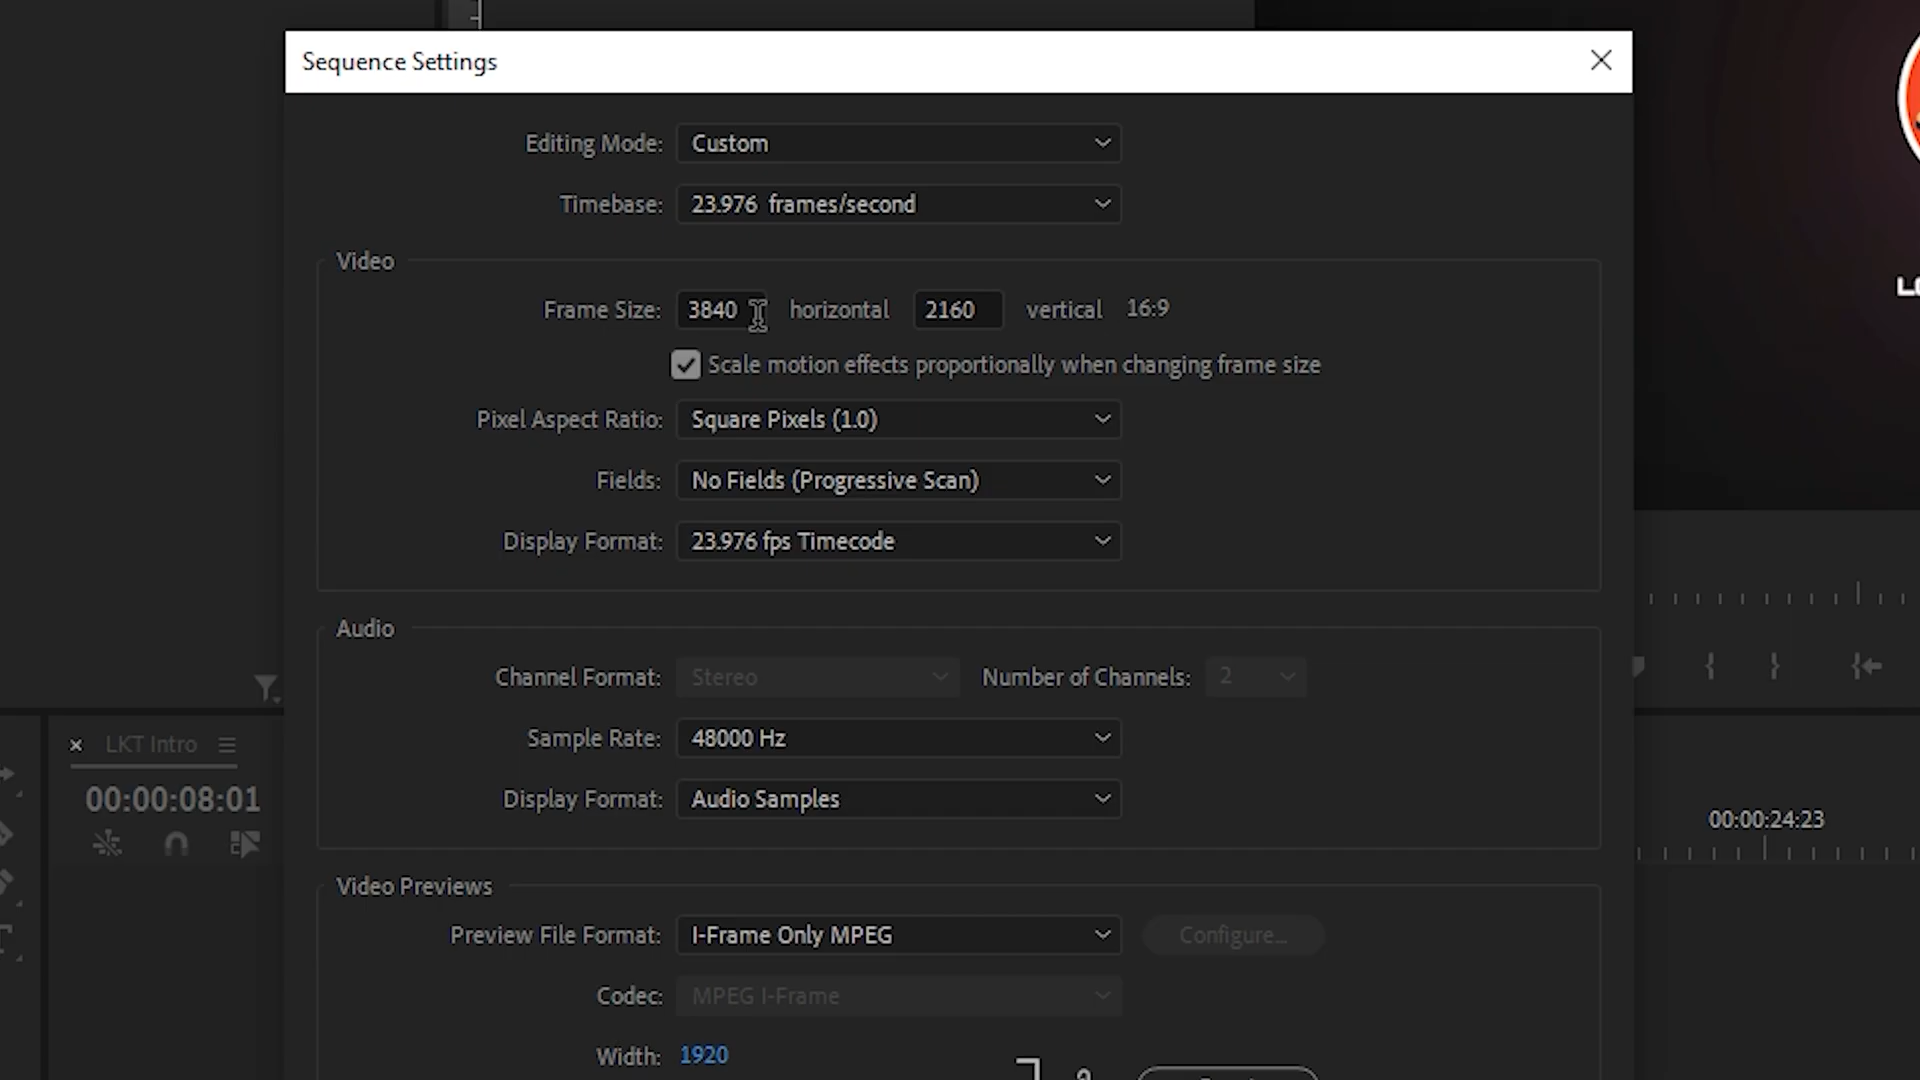 Sequence Settings
Editing Mode: Custom
Timebase: 23.976 frames/second
Video
Frame Size: 3840 horizontal 2160 vertical 16:9
Scale motion effects proportionally when changing frame size
Pixel Aspect Ratio: Square Pixels (1.0)
Fields: No Fields (Progressive Scan)
Display Format: 23.976 fps Timecode
Audio
Channel Format: Stereo Number of Channels: 2
Sample Rate: 48000 Hz
Display Format: Audio Samples
LKT Intro
00:00:08:01
00:00:24:23
Video Previews
Preview File Format: I-Frame Only MPEG Configure...
Codec: MPEG I-Frame
Width: 1920